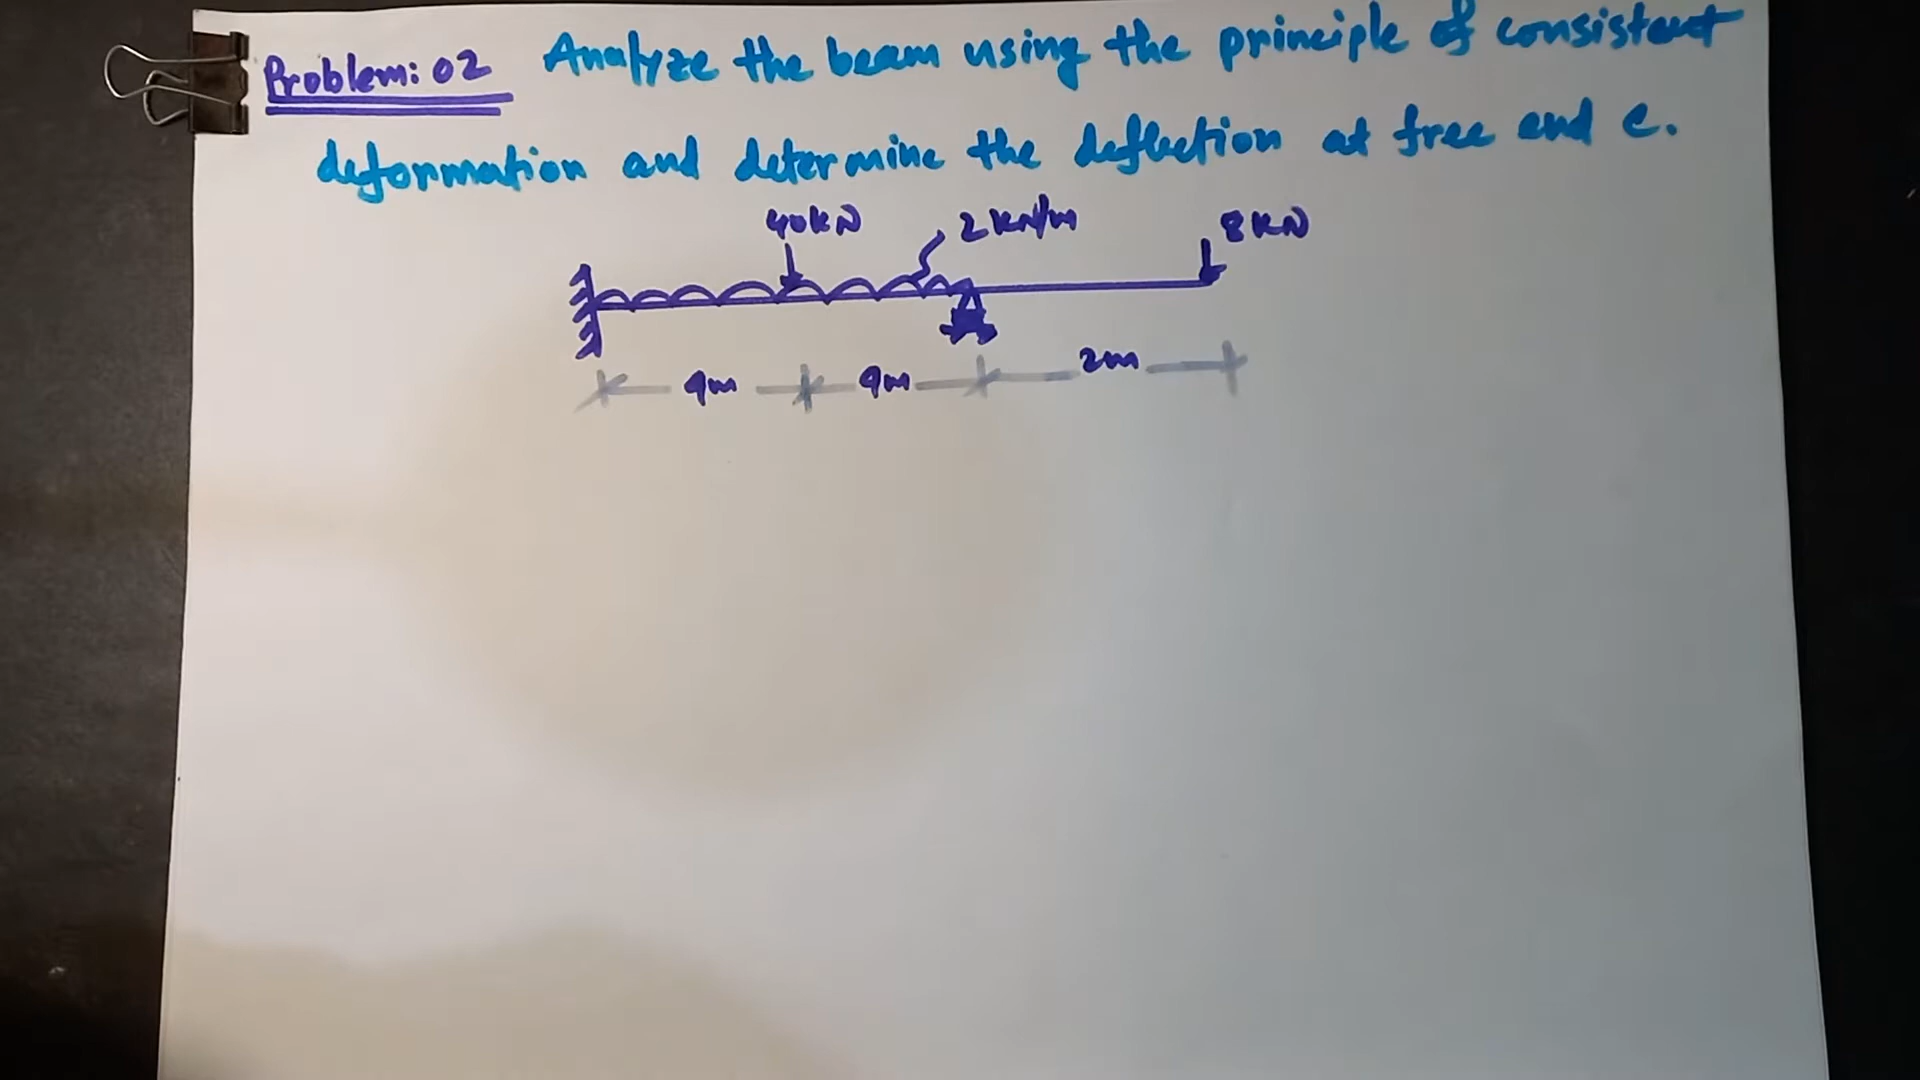 Problem: 02 Analyze the beam using the principle of consistent
deformation and determine the deflection at free end C.
40KN 2KN/m 8KN
4m 4m 2m